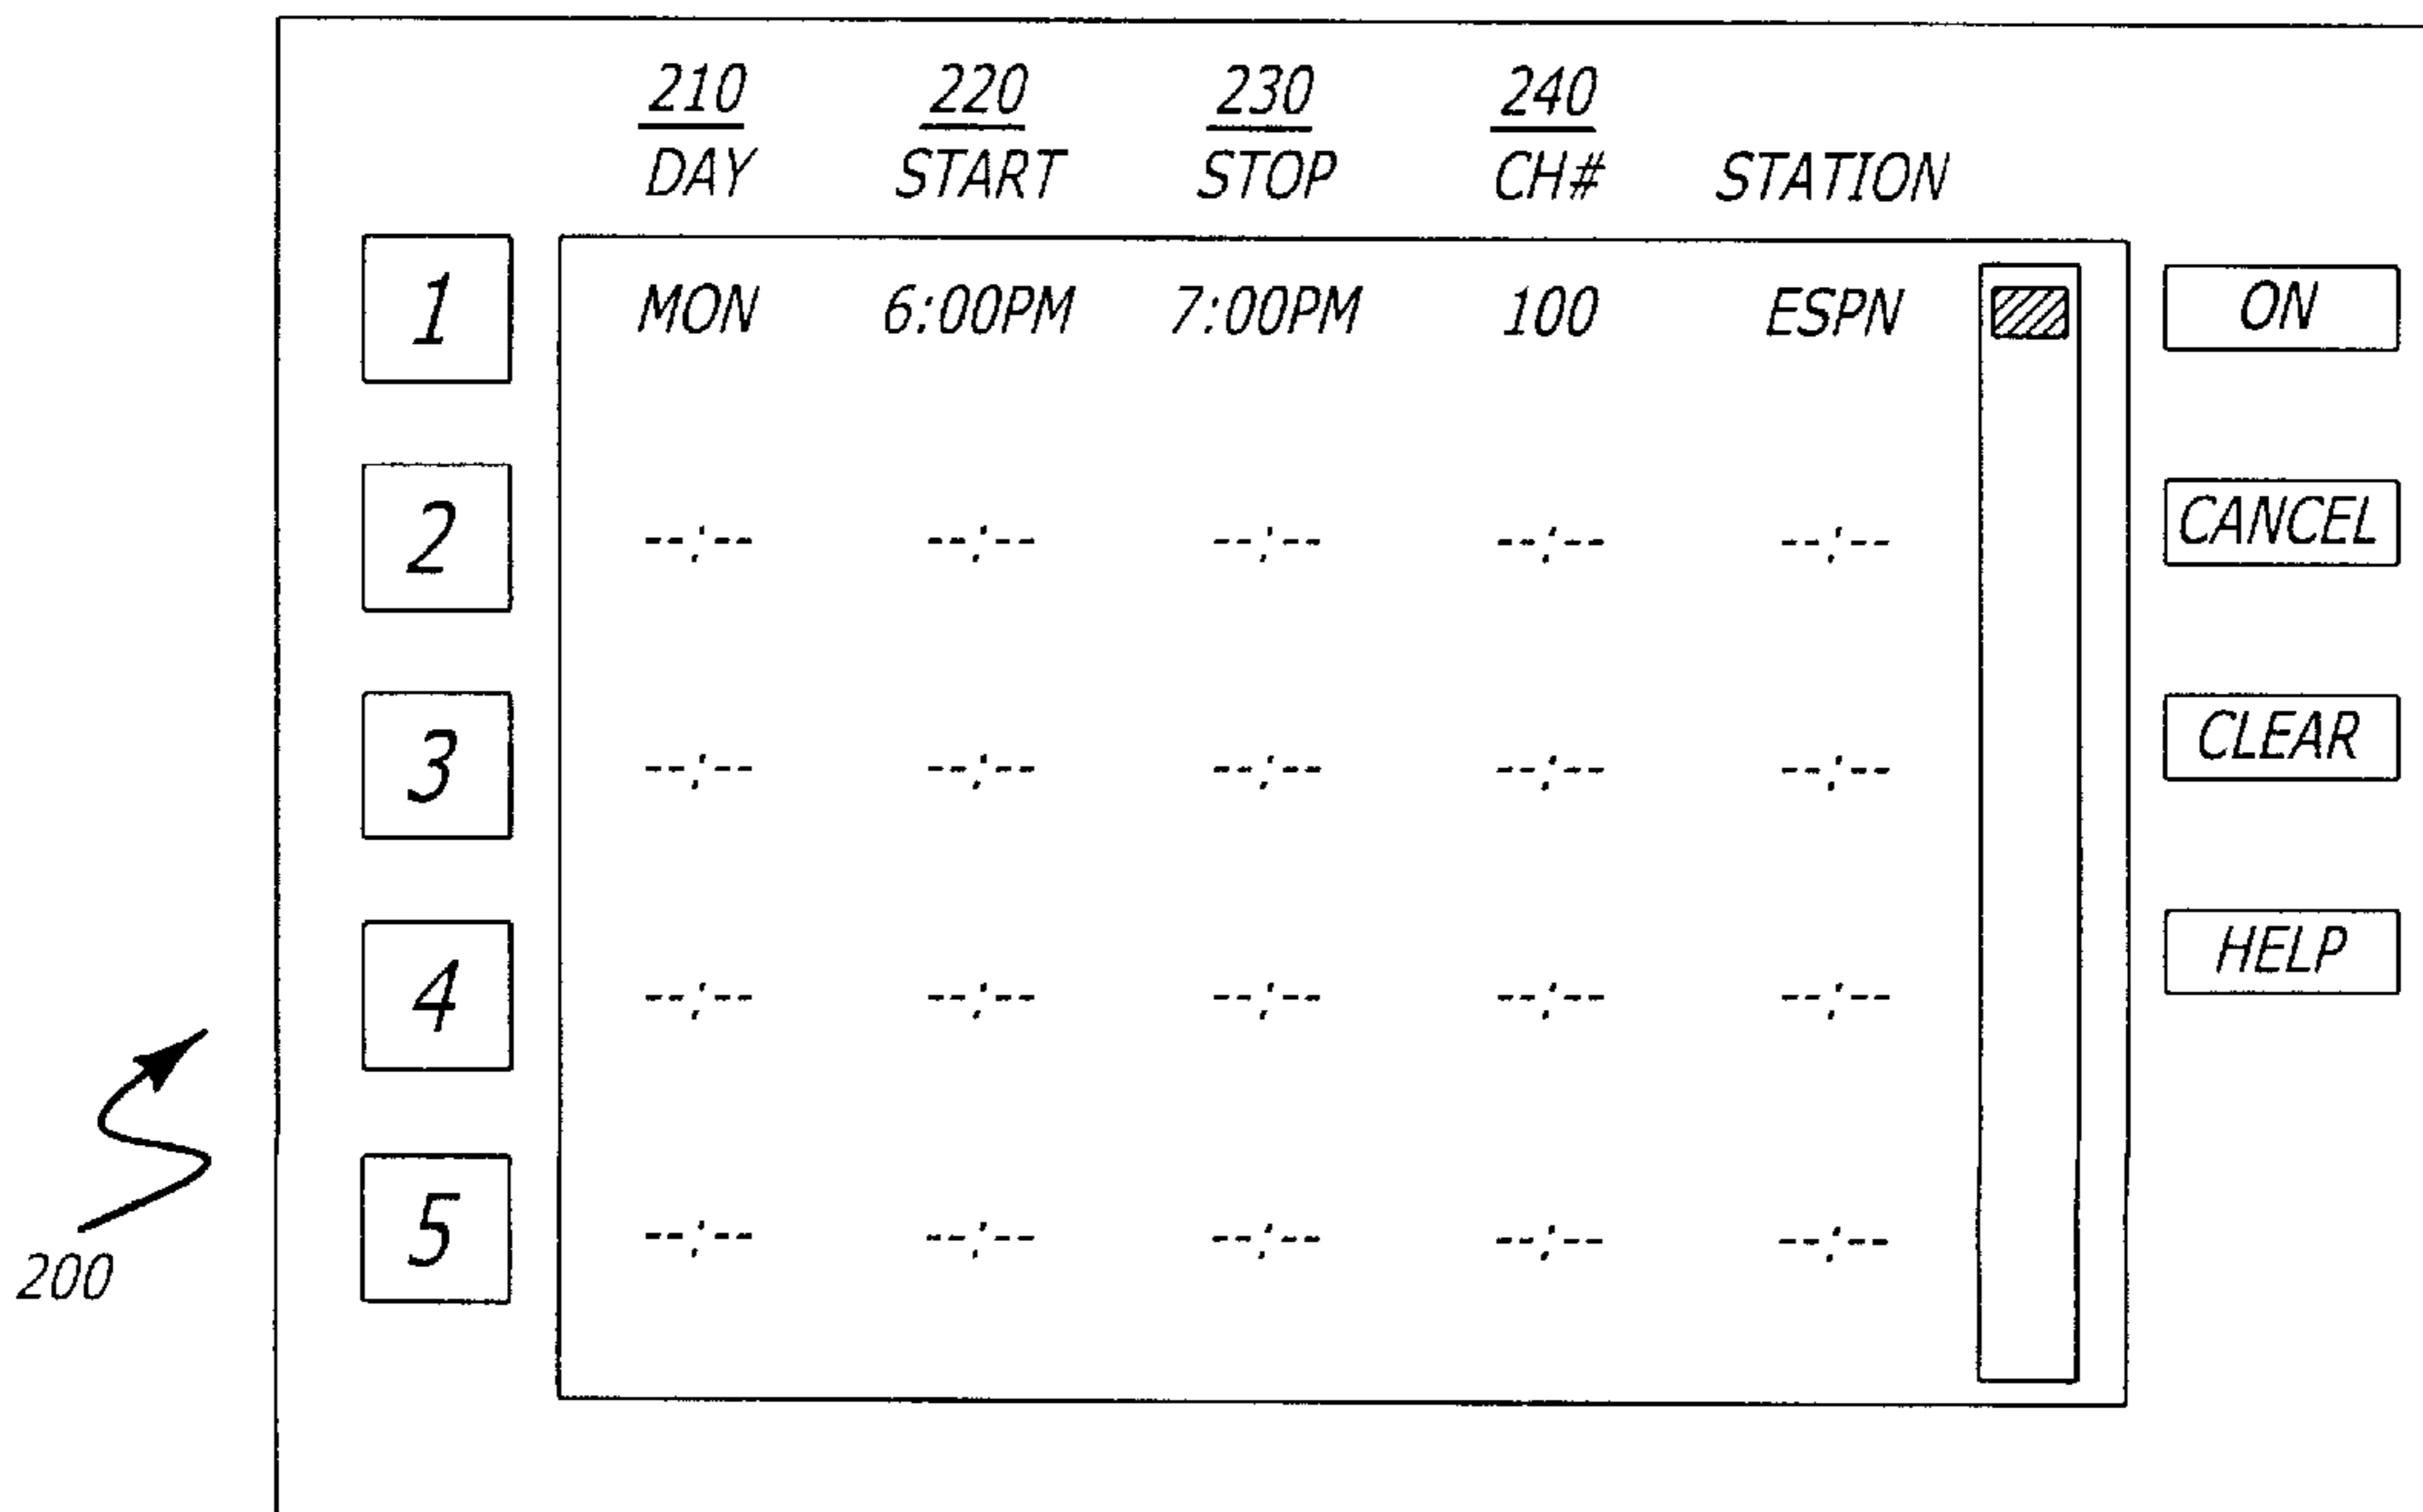 210 220 230 240
DAY START STOP CH# STATION
1 MON 6:00PM 7:00PM 100 ESPN ON
2 --:-- --:-- --:-- --:-- --:-- CANCEL
3 --:-- --:-- --:-- --:-- --:-- CLEAR
4 --:-- --:-- --:-- --:-- --:-- HELP
5 --:-- --:-- --:-- --:-- --:--
200